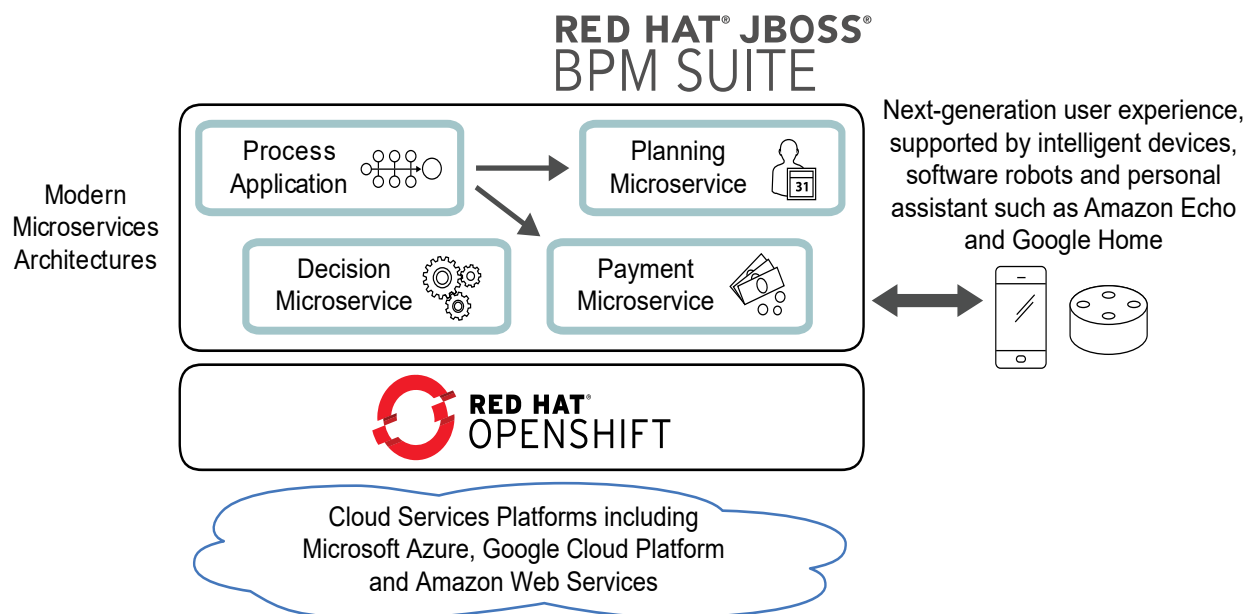 RED HAT® JBOSS®
BPM SUITE
Modern
Microservices
Architectures
Process
Application
Planning
Microservice
31
Decision
Microservice
Payment
Microservice
Next-generation user experience,
supported by intelligent devices,
software robots and personal
assistant such as Amazon Echo
and Google Home
RED HAT®
OPENSHIFT
Cloud Services Platforms including
Microsoft Azure, Google Cloud Platform
and Amazon Web Services